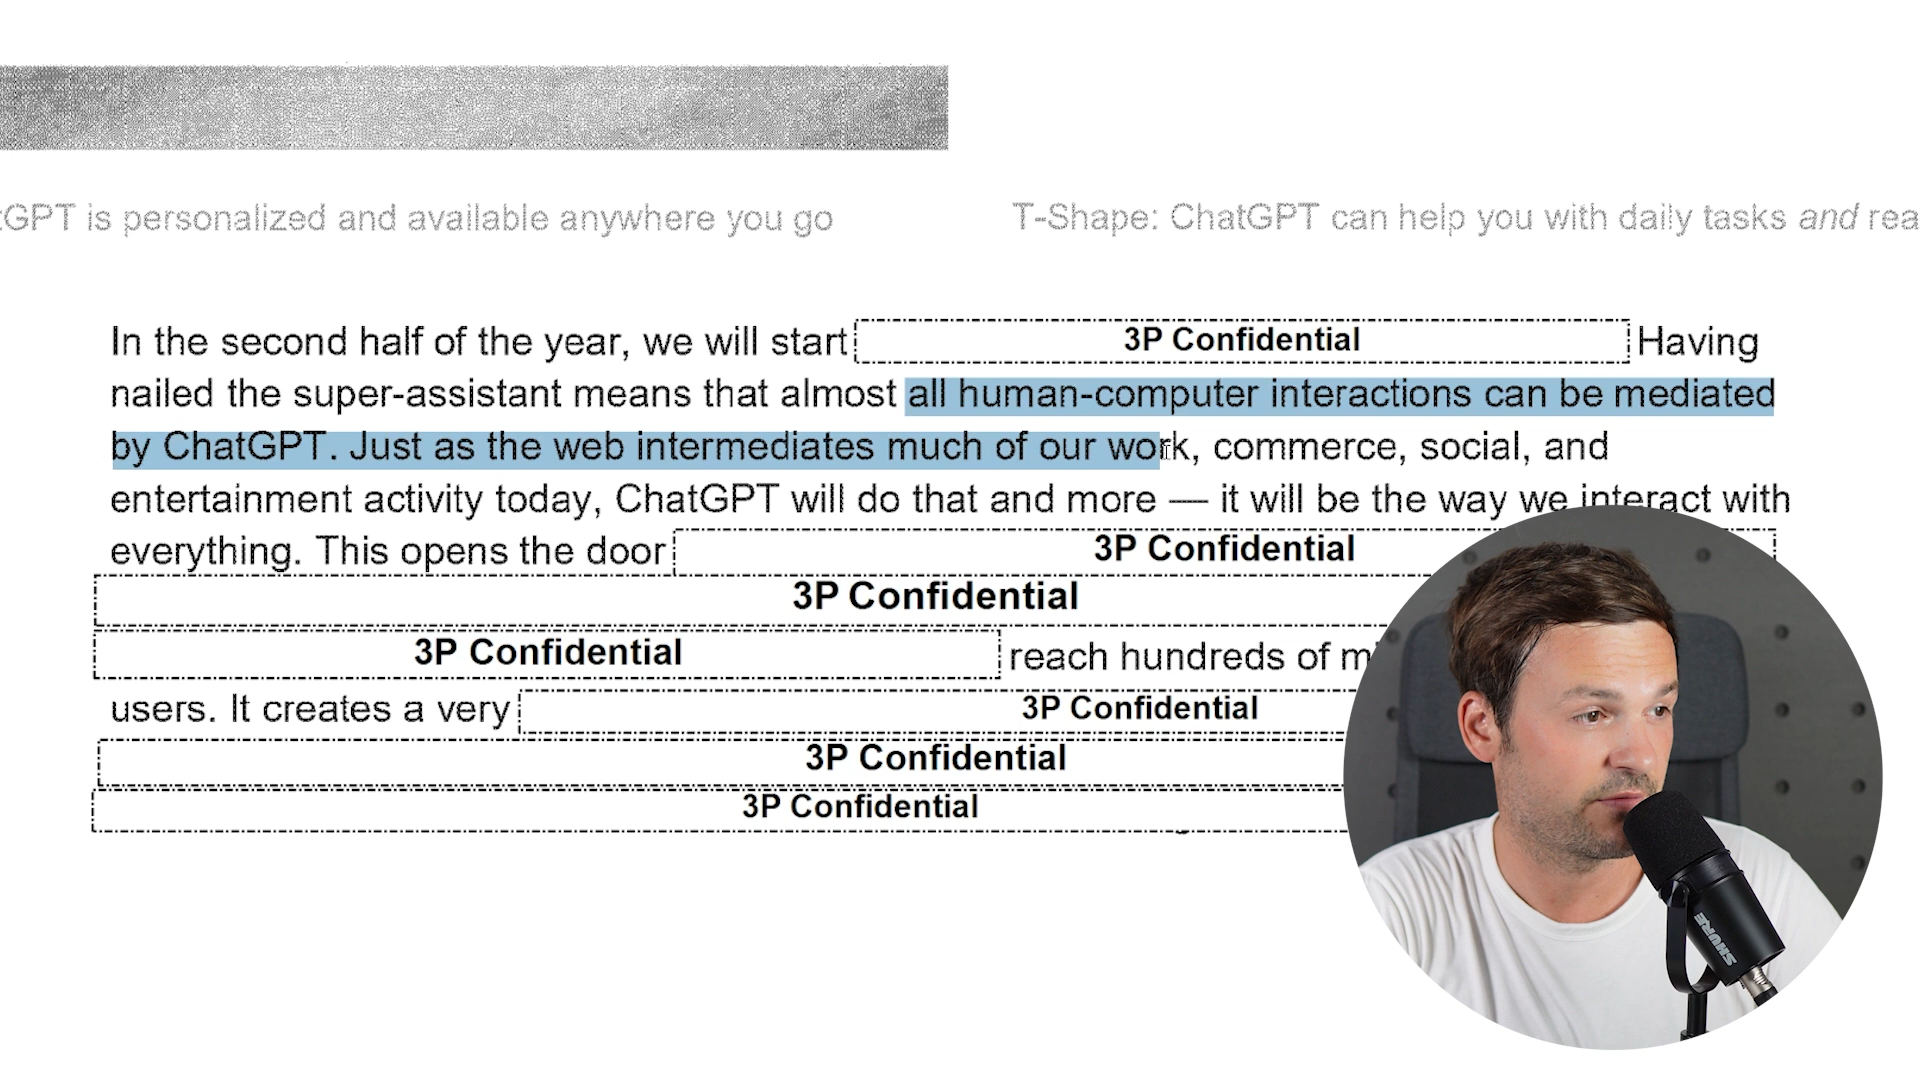 is personalized and available anywhere you go
T-Shape: ChatGPT can help you with daily tasks and
In the second half of the year, we will start 3P Confidential Having
nailed the super-assistant means that almost all human-computer interactions can be mediated
by ChatGPT. Just as the web intermediates much of our work, commerce, social, and
entertainment activity today, ChatGPT will do that and more — it will be the way we interact with
everything. This opens the door 3P Confidential
3P Confidential
3P Confidential reach hundreds of
users. It creates a very 3P Confidential
3P Confidential
3P Confidential
SHURE